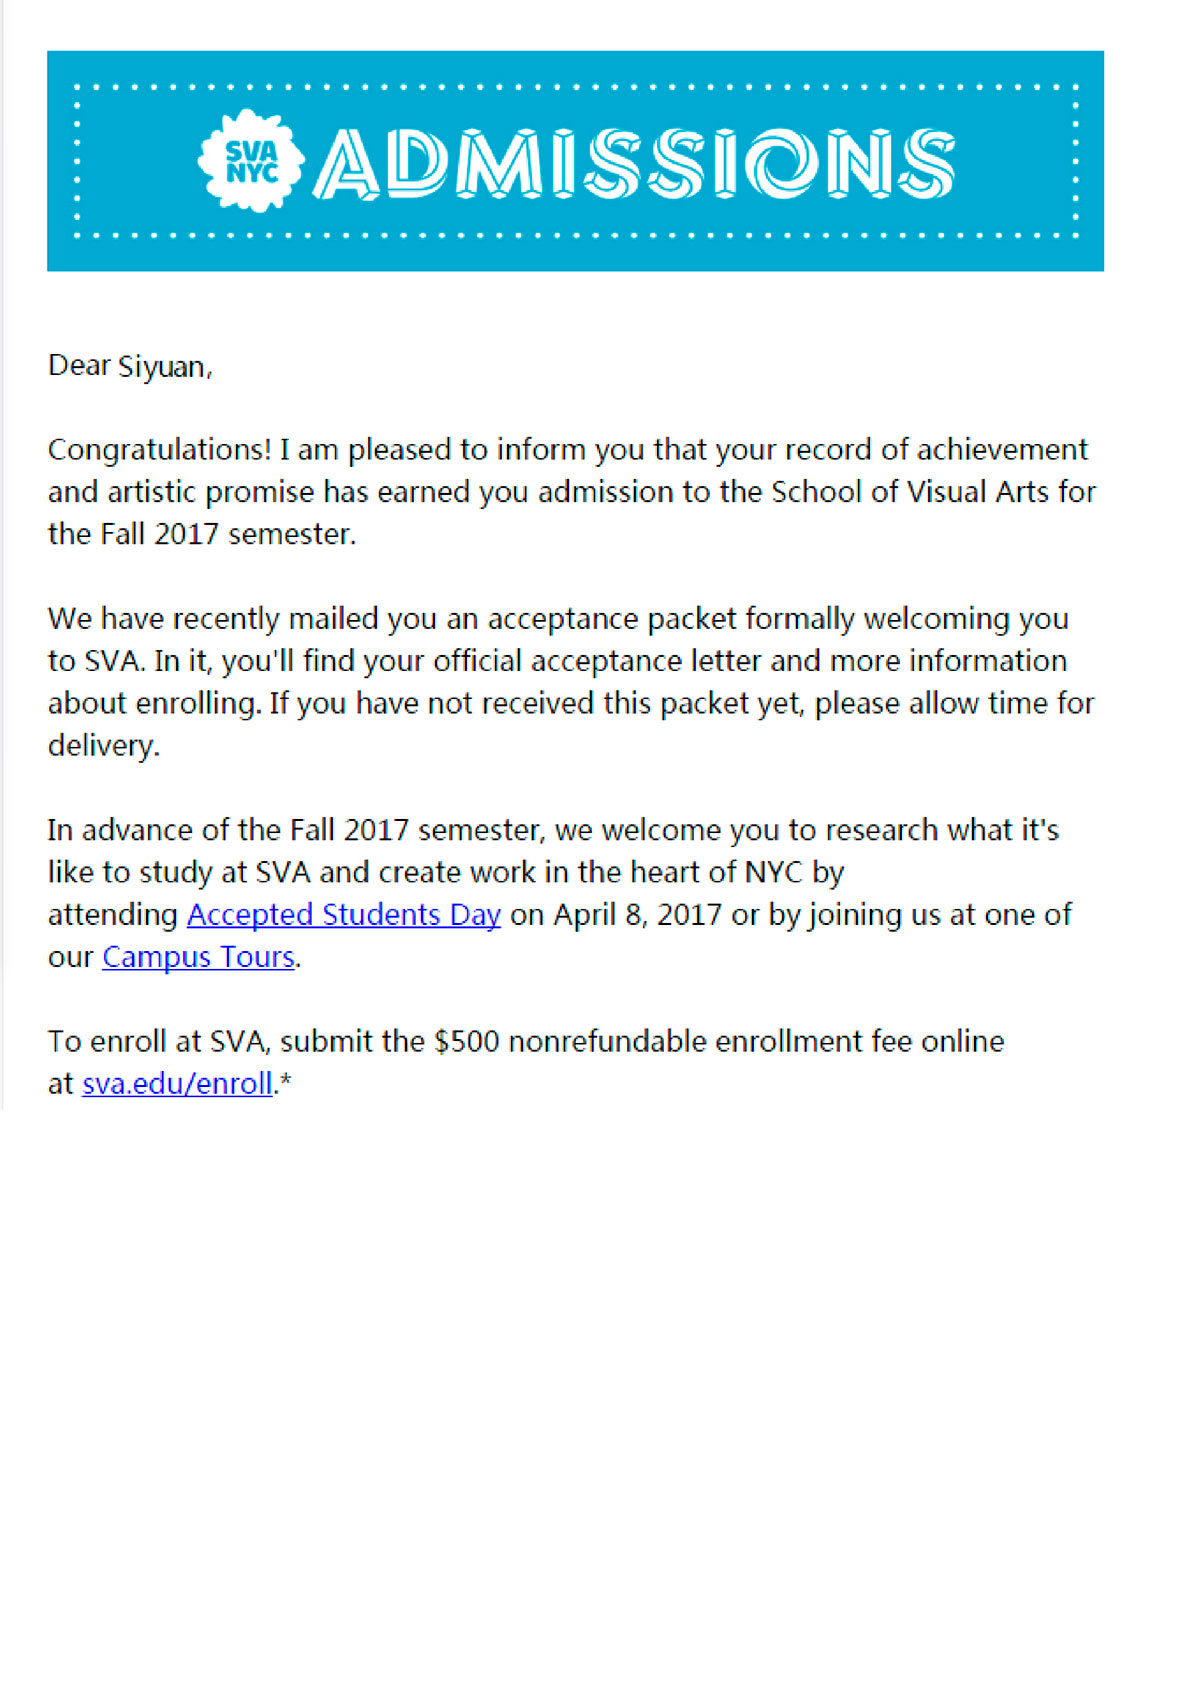 SVA
NYC
ADMISSIONS
Dear Siyuan,
Congratulations! I am pleased to inform you that your record of achievement
and artistic promise has earned you admission to the School of Visual Arts for
the Fall 2017 semester.
We have recently mailed you an acceptance packet formally welcoming you
to SVA. In it, you'll find your official acceptance letter and more information
about enrolling. If you have not received this packet yet, please allow time for
delivery.
In advance of the Fall 2017 semester, we welcome you to research what it's
like to study at SVA and create work in the heart of NYC by
attending Accepted Students Day on April 8, 2017 or by joining us at one of
our Campus Tours.
To enroll at SVA, submit the $500 nonrefundable enrollment fee online
at sva.edu/enroll.*